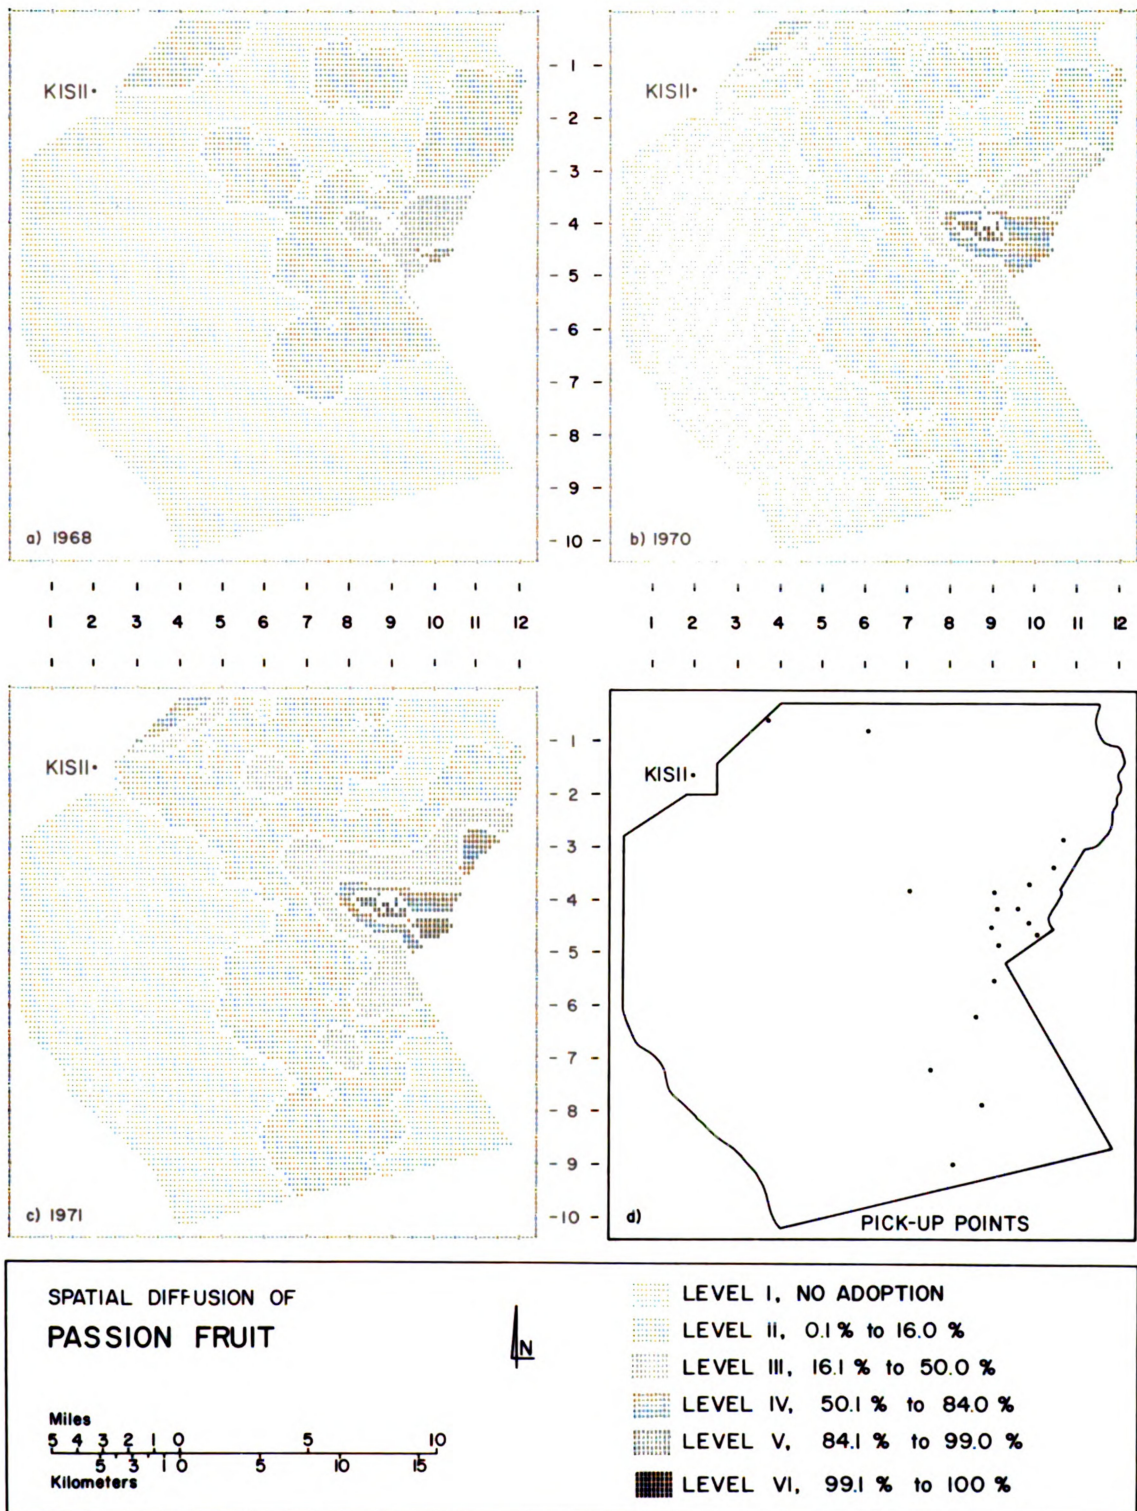 KISII
KISII
- 1 -
- 2 -
- 3 -
- 4 -
- 5 -
- 6 -
- 7 -
- 8 -
- 9 -
- 10 -
a) 1968
b) 1970
1 2 3 4 5 6 7 8 9 10 11 12
1 2 3 4 5 6 7 8 9 10 11 12
KISII
KISII
- 1 -
- 2 -
- 3 -
- 4 -
- 5 -
- 6 -
- 7 -
- 8 -
- 9 -
- 10 -
c) 1971
d)
PICK-UP POINTS
SPATIAL DIFFUSION OF
PASSION FRUIT
N
Miles
5 4 3 2 1 0 5 10
5 3 1 0 5 10 15
Kilometers
LEVEL I, NO ADOPTION
LEVEL II, 0.1 % to 16.0 %
LEVEL III, 16.1 % to 50.0 %
LEVEL IV, 50.1 % to 84.0 %
LEVEL V, 84.1 % to 99.0 %
LEVEL VI, 99.1 % to 100 %